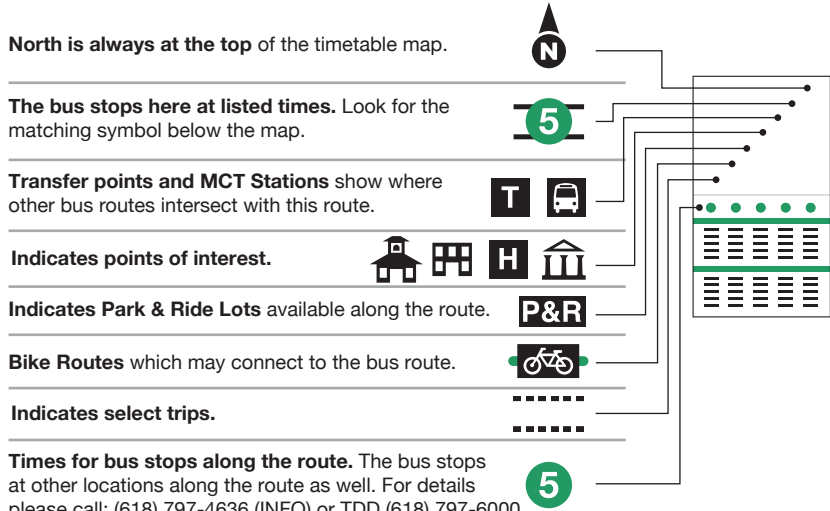 North is always at the top of the timetable map.
N
The bus stops here at listed times. Look for the
matching symbol below the map.
5
Transfer points and MCT Stations show where
other bus routes intersect with this route.
T
Indicates points of interest.
H
Indicates Park & Ride Lots available along the route.
P&R
Bike Routes which may connect to the bus route.
Indicates select trips.
Times for bus stops along the route. The bus stops
at other locations along the route as well. For details
please call: (618) 797-4636 (INFO) or TDD (618) 797-6000
5